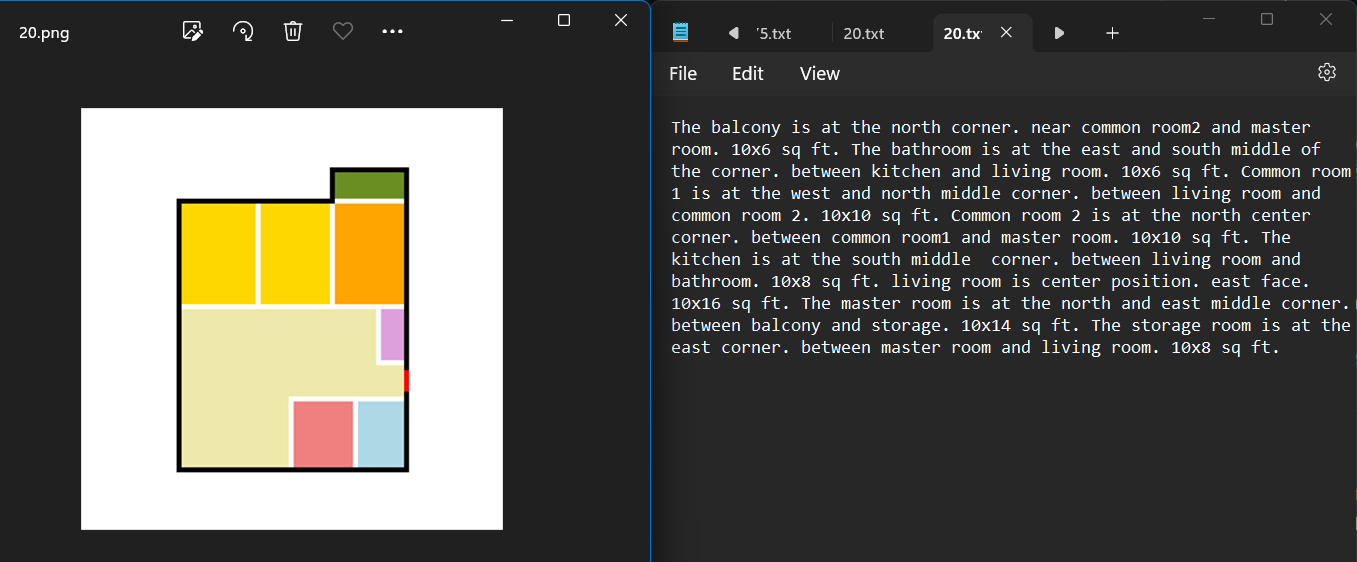 20.png
'5.txt
20.txt
20.tx
File Edit View
The balcony is at the north corner. near common room2 and master
room. 10x6 sq ft. The bathroom is at the east and south middle of
the corner. between kitchen and living room. 10x6 sq ft. Common room
1 is at the west and north middle corner. between living room and
common room 2. 10x10 sq ft. Common room 2 is at the north center
corner. between common room1 and master room. 10x10 sq ft. The
kitchen is at the south middle  corner. between living room and
bathroom. 10x8 sq ft. living room is center position. east face.
10x16 sq ft. The master room is at the north and east middle corner.
between balcony and storage. 10x14 sq ft. The storage room is at the
east corner. between master room and living room. 10x8 sq ft.